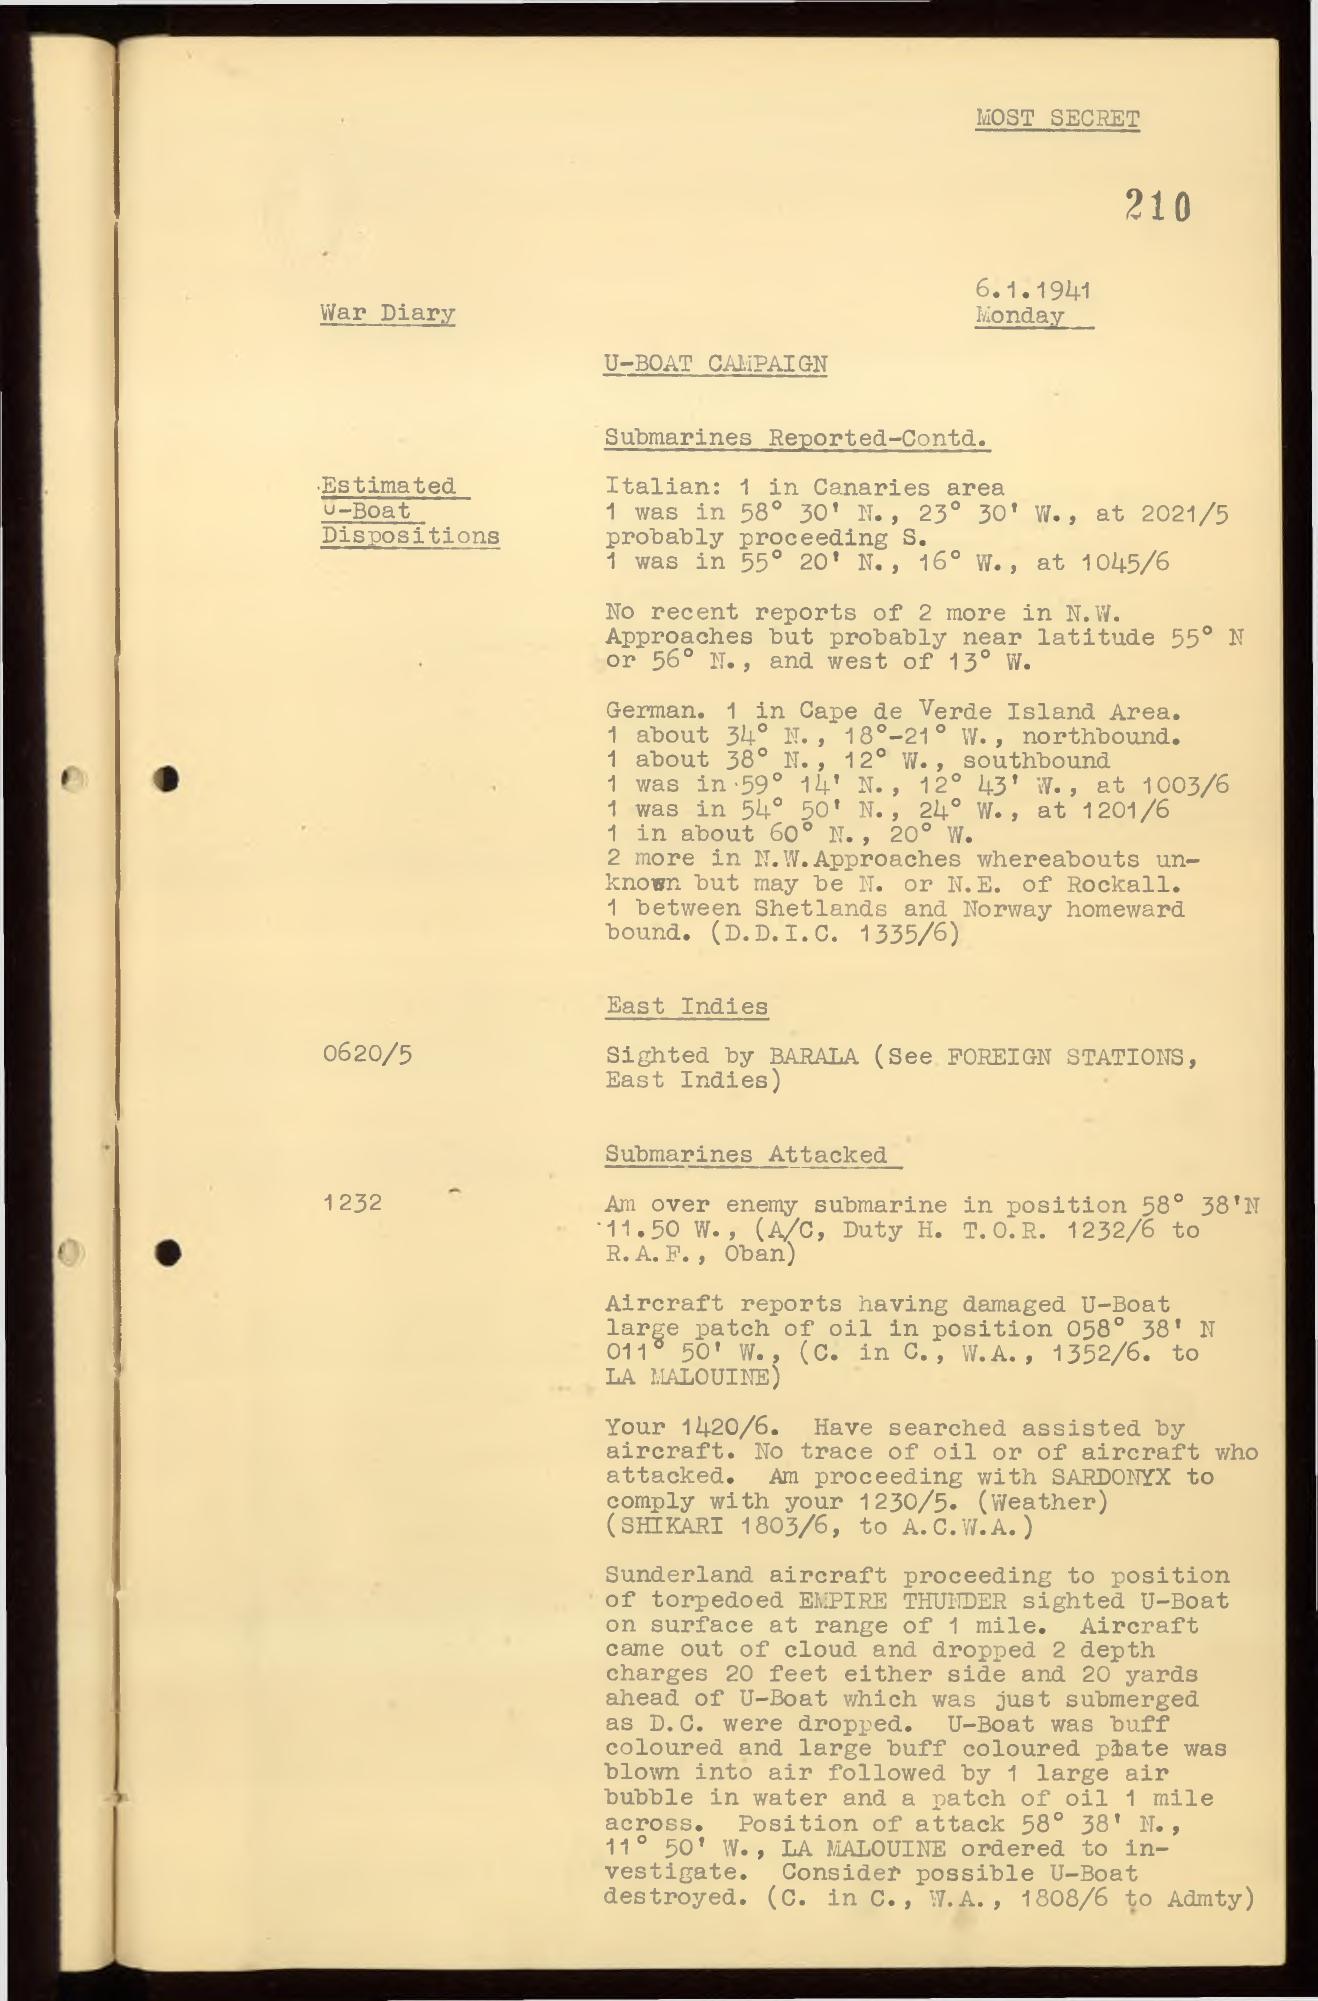 MOST SECRET
210
6.1.1941
War Diary
Monday
U-BOAT CAMPAIGN
Submarines Reported-Contd.
Estimated
U-Boat
Dispositions
Italian: 1 in Canaries area
1 was in 58° 30' N., 23° 30' W., at 2021/5
probably proceeding S.
1 was in 55° 20' N., 16° W., at 1045/6
No recent reports of 2 more in N.W.
Approaches but probably near latitude 55° N
or 56° N., and west of 13° W.
German. 1 in Cape de Verde Island Area.
1 about 34° N., 18°-21° W., northbound.
1 about 38° N., 12° W., southbound
1 was in 59° 14' N., 12° 43' W., at 1003/6
1 was in 54° 50' N., 24° W., at 1201/6
1 in about 60° N., 20° W.
2 more in N.W.Approaches whereabouts un-
known but may be N. or N.E. of Rockall.
1 between Shetlands and Norway homeward
bound. (D.D.I.C. 1335/6)
East Indies
0620/5
Sighted by BARALA (See FOREIGN STATIONS,
East Indies)
Submarines Attacked
1232
Am over enemy submarine in position 58° 38'N
11.50 W., (A/C, Duty H. T.O.R. 1232/6 to
R.A.F., Oban)
Aircraft reports having damaged U-Boat
large patch of oil in position 058° 38' N
011° 50' W., (C. in C., W.A., 1352/6. to
LA MALOUINE)
Your 1420/6. Have searched assisted by
aircraft. No trace of oil or of aircraft who
attacked. Am proceeding with SARDONYX to
comply with your 1230/5. (Weather)
(SHIKARI 1803/6, to A.C.W.A.)
Sunderland aircraft proceeding to position
of torpedoed EMPIRE THUNDER sighted U-Boat
on surface at range of 1 mile. Aircraft
came out of cloud and dropped 2 depth
charges 20 feet either side and 20 yards
ahead of U-Boat which was just submerged
as D.C. were dropped. U-Boat was buff
coloured and large buff coloured plate was
blown into air followed by 1 large air
bubble in water and a patch of oil 1 mile
across. Position of attack 58° 38' N.,
11° 50' W., LA MALOUINE ordered to in-
vestigate. Consider possible U-Boat
destroyed. (C. in C., W.A., 1808/6 to Admty)